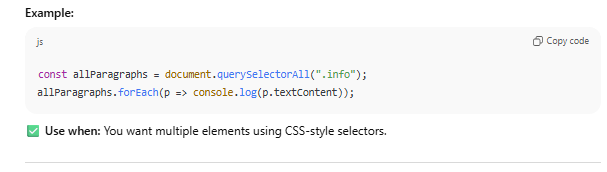 Example:
js
Copy code
const allParagraphs = document.querySelectorAll(".info");
allParagraphs.forEach(p => console.log(p.textContent));
✅ Use when: You want multiple elements using CSS-style selectors.